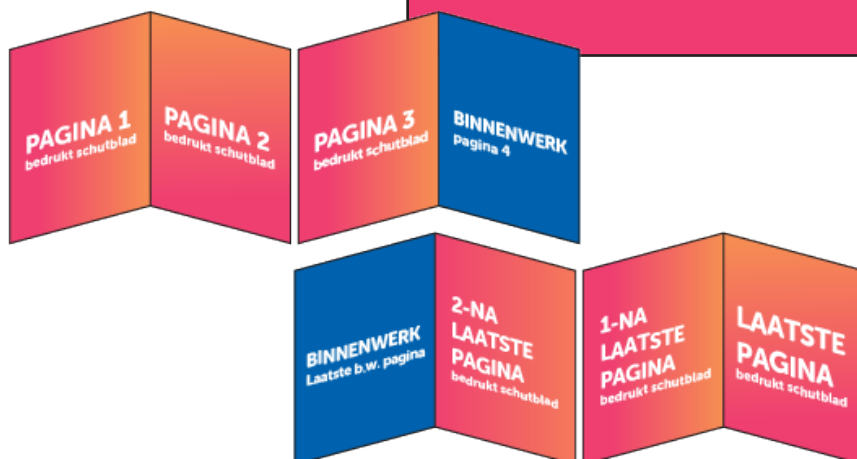 PAGINA 1
bedrukt schutblad
PAGINA 2
bedrukt schutblad
PAGINA 3
bedrukt schutblad
BINNENWERK
pagina 4
BINNENWERK
Laatste b.w. pagina
2-NA
LAATSTE
PAGINA
bedrukt schutblad
1-NA
LAATSTE
PAGINA
bedrukt schutblad
LAATSTE
PAGINA
bedrukt schutblad